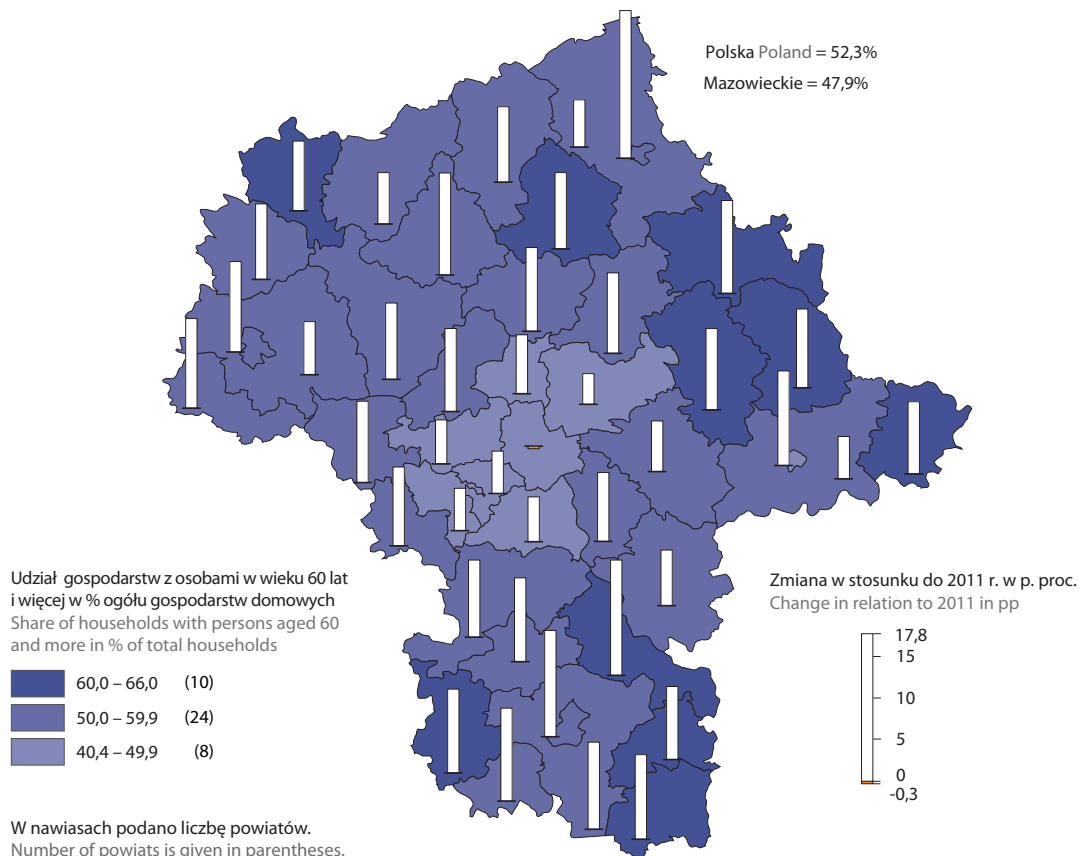 Polska Poland = 52,3%
Mazowieckie = 47,9%
Udział gospodarstw z osobami w wieku 60 lat
i więcej w % ogółu gospodarstw domowych
Share of households with persons aged 60
and more in % of total households
60,0 – 66,0 (10)
50,0 – 59,9 (24)
40,4 – 49,9 (8)
W nawiasach podano liczbę powiatów.
Number of powiats is given in parentheses.
Zmiana w stosunku do 2011 r. w p. proc.
Change in relation to 2011 in pp
17,8
15
10
5
0
-0,3